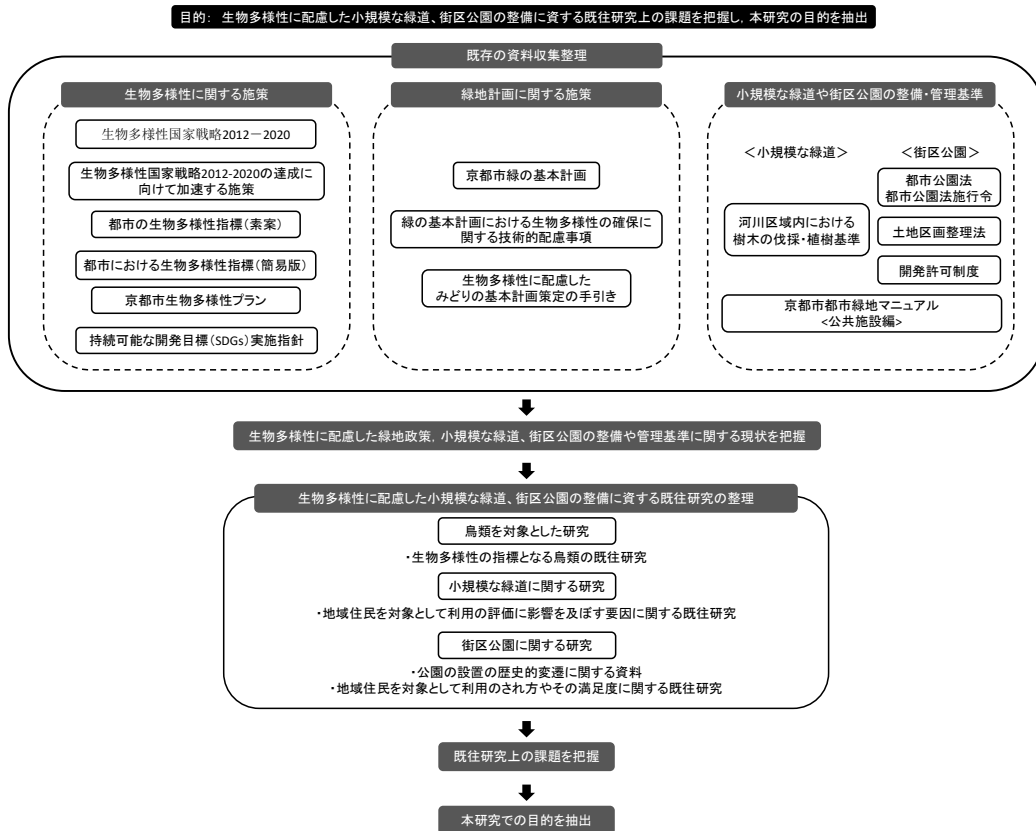 目的： 生物多様性に配慮した小規模な緑道、街区公園の整備に資する既往研究上の課題を把握し，本研究の目的を抽出
既存の資料収集整理
生物多様性に関する施策
生物多様性国家戦略2012－2020
生物多様性国家戦略2012-2020の達成に
向けて加速する施策
都市の生物多様性指標（素案）
都市における生物多様性指標（簡易版）
京都市生物多様性プラン
持続可能な開発目標（SDGs）実施指針
緑地計画に関する施策
京都市緑の基本計画
緑の基本計画における生物多様性の確保に
関する技術的配慮事項
生物多様性に配慮した
みどりの基本計画策定の手引き
小規模な緑道や街区公園の整備・管理基準
＜小規模な緑道＞
河川区域内における
樹木の伐採・植樹基準
＜街区公園＞
都市公園法
都市公園法施行令
土地区画整理法
開発許可制度
京都市都市緑地マニュアル
<公共施設編>
生物多様性に配慮した緑地政策，小規模な緑道、街区公園の整備や管理基準に関する現状を把握
生物多様性に配慮した小規模な緑道、街区公園の整備に資する既往研究の整理
鳥類を対象とした研究
・生物多様性の指標となる鳥類の既往研究
小規模な緑道に関する研究
・地域住民を対象として利用の評価に影響を及ぼす要因に関する既往研究
街区公園に関する研究
・公園の設置の歴史的変遷に関する資料
・地域住民を対象として利用のされ方やその満足度に関する既往研究
既往研究上の課題を把握
本研究での目的を抽出